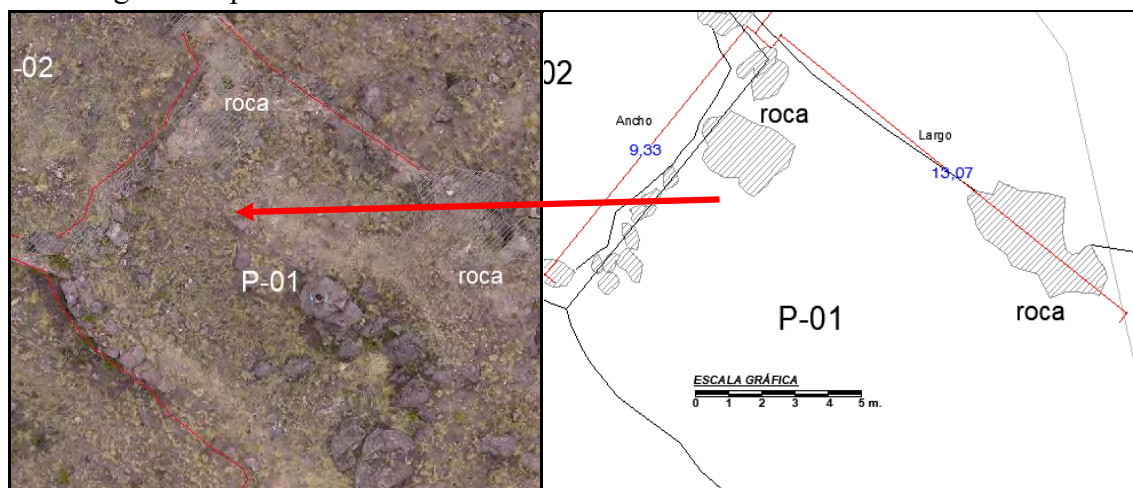 -02
roca
P-01
roca
02
Ancho
9,33
roca
Largo
13,07
P-01
roca
ESCALA GRÁFICA
0 1 2 3 4 5 m.